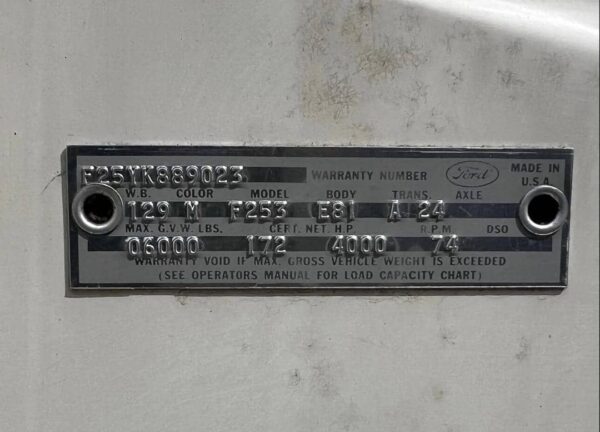 F25YK889023 WARRANTY NUMBER Ford MADE IN U.S.A
W.B. COLOR MODEL BODY TRANS. AXLE
129 M F253 E81 A 24
MAX. G.V.W. LBS. CERT. NET. H.P R.P.M DSO
06000 172 4000 74
WARRANTY VOID IF MAX. GROSS VEHICLE WEIGHT IS EXCEEDED
(SEE OPERATORS MANUAL FOR LOAD CAPACITY CHART)